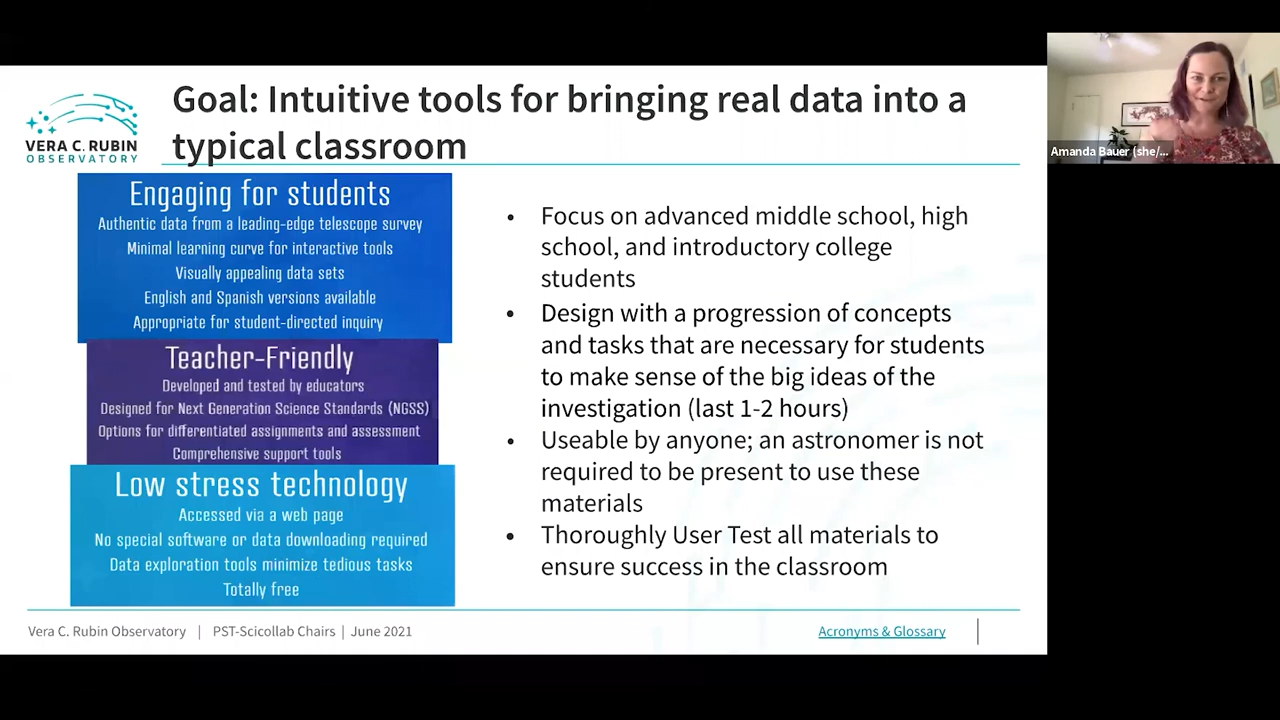 Goal: Intuitive tools for bringing real data into a
typical classroom
VERA C. RUBIN
OBSERVATORY
Engaging for students
Authentic data from a leading-edge telescope survey
Minimal learning curve for interactive tools
Visually appealing data sets
English and Spanish versions available
Appropriate for student-directed inquiry
Teacher-Friendly
Developed and tested by educators
Designed for Next Generation Science Standards (NGSS)
Options for differentiated assignments and assessment
Comprehensive support tools
Low stress technology
Accessed via a web page
No special software or data downloading required
Data exploration tools minimize tedious tasks
Totally free
• Focus on advanced middle school, high
school, and introductory college
students
• Design with a progression of concepts
and tasks that are necessary for students
to make sense of the big ideas of the
investigation (last 1-2 hours)
• Useable by anyone; an astronomer is not
required to be present to use these
materials
• Thoroughly User Test all materials to
ensure success in the classroom
Vera C. Rubin Observatory | PST-Scicollab Chairs | June 2021
Acronyms & Glossary
Amanda Bauer (she/...